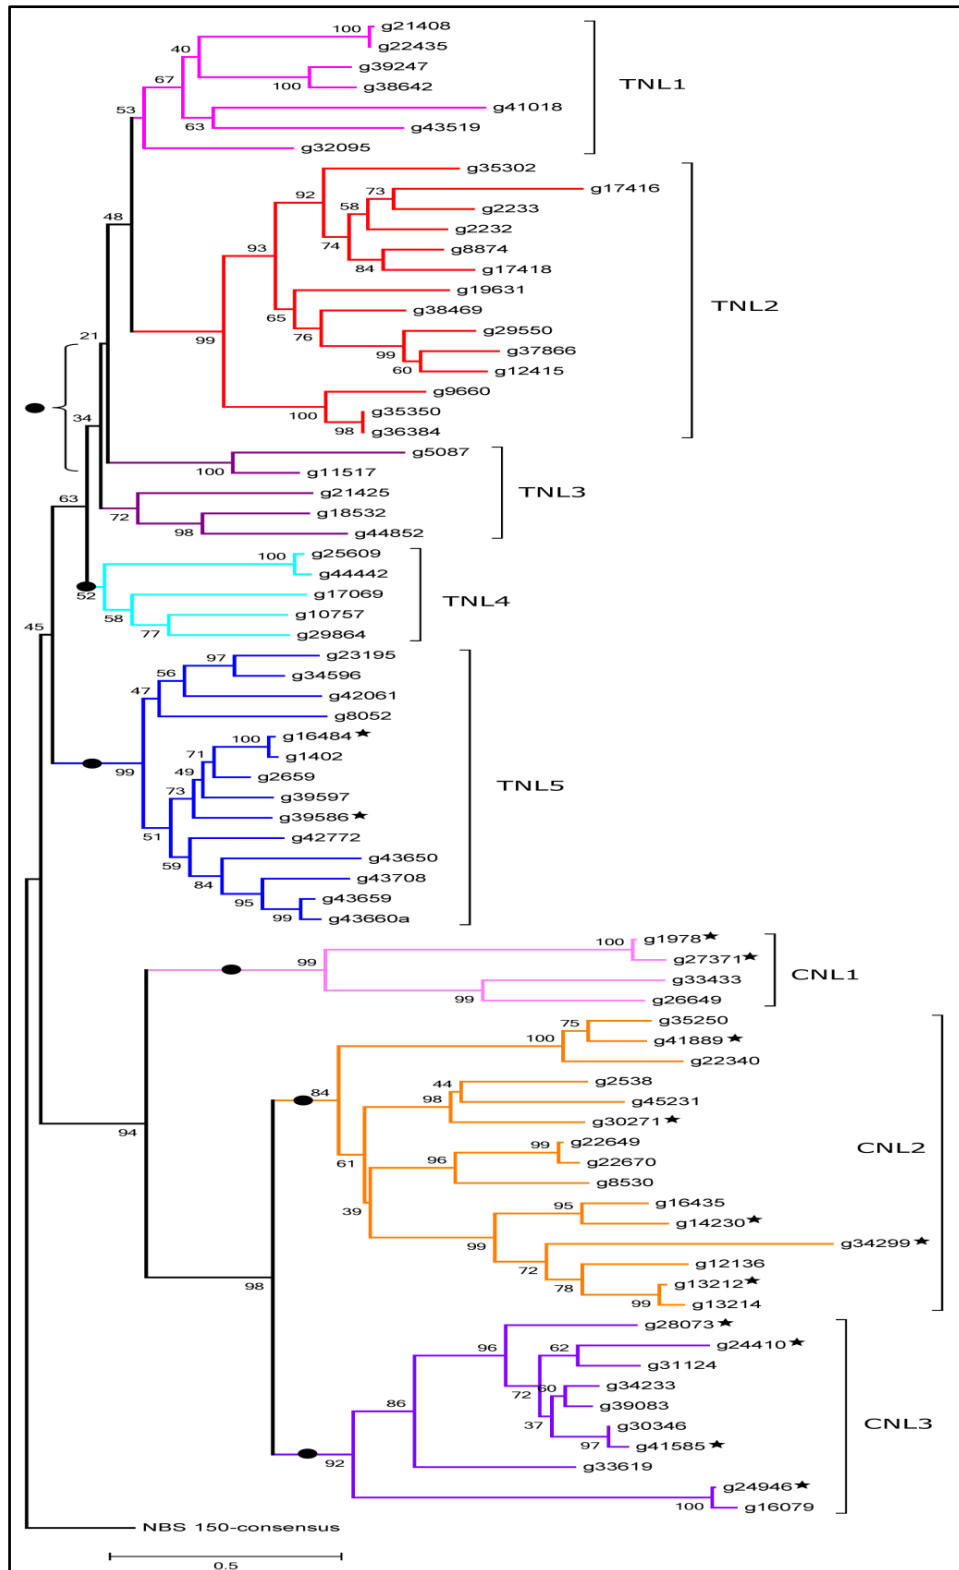 100 g21408
g22435
40
g39247
100 g38642
67
g41018
63 g43519
53
g32095
TNL1
g35302
92
73 g17416
g2233
58
g2232
74
g8874
84 g17418
93
g19631
65
g38469
76
g29550
99
g37866
60 g12415
99
g9660
100
g35350
98 g36384
TNL2
48
21
34
g5087
100 g11517
g21425
72
g18532
98 g44852
TNL3
63
100 g25609
g44442
52
g17069
58
g10757
77 g29864
TNL4
45
97 g23195
g34596
56
g42061
47
g8052
99
100 g16484★
g1402
71
g2659
49
g39597
73
g39586★
51
g42772
59
g43650
84
g43708
95
g43659
99 g43660a
TNL5
100 g1978★
g27371★
99
g33433
99 g26649
CNL1
94
75 g35250
g41889★
100
g22340
84
44 g2538
g45231
98
g30271★
61
99 g22649
g22670
96
g8530
39
95 g16435
g14230★
99
g34299★
72
g12136
78
g13212★
99 g13214
CNL2
98
g28073★
96
62 g24410★
g31124
72
60 g34233
g39083
37
g30346
97 g41585★
86
g33619
92
g24946★
100 g16079
CNL3
NBS 150-consensus
0.5